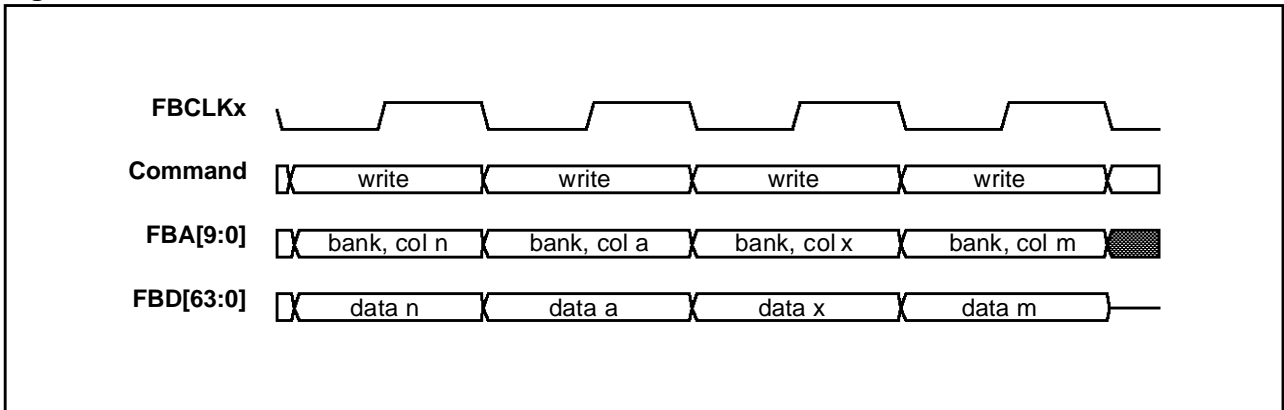 FBCLKx
Command write write write write
FBA[9:0] bank, col n bank, col a bank, col x bank, col m
FBD[63:0] data n data a data x data m